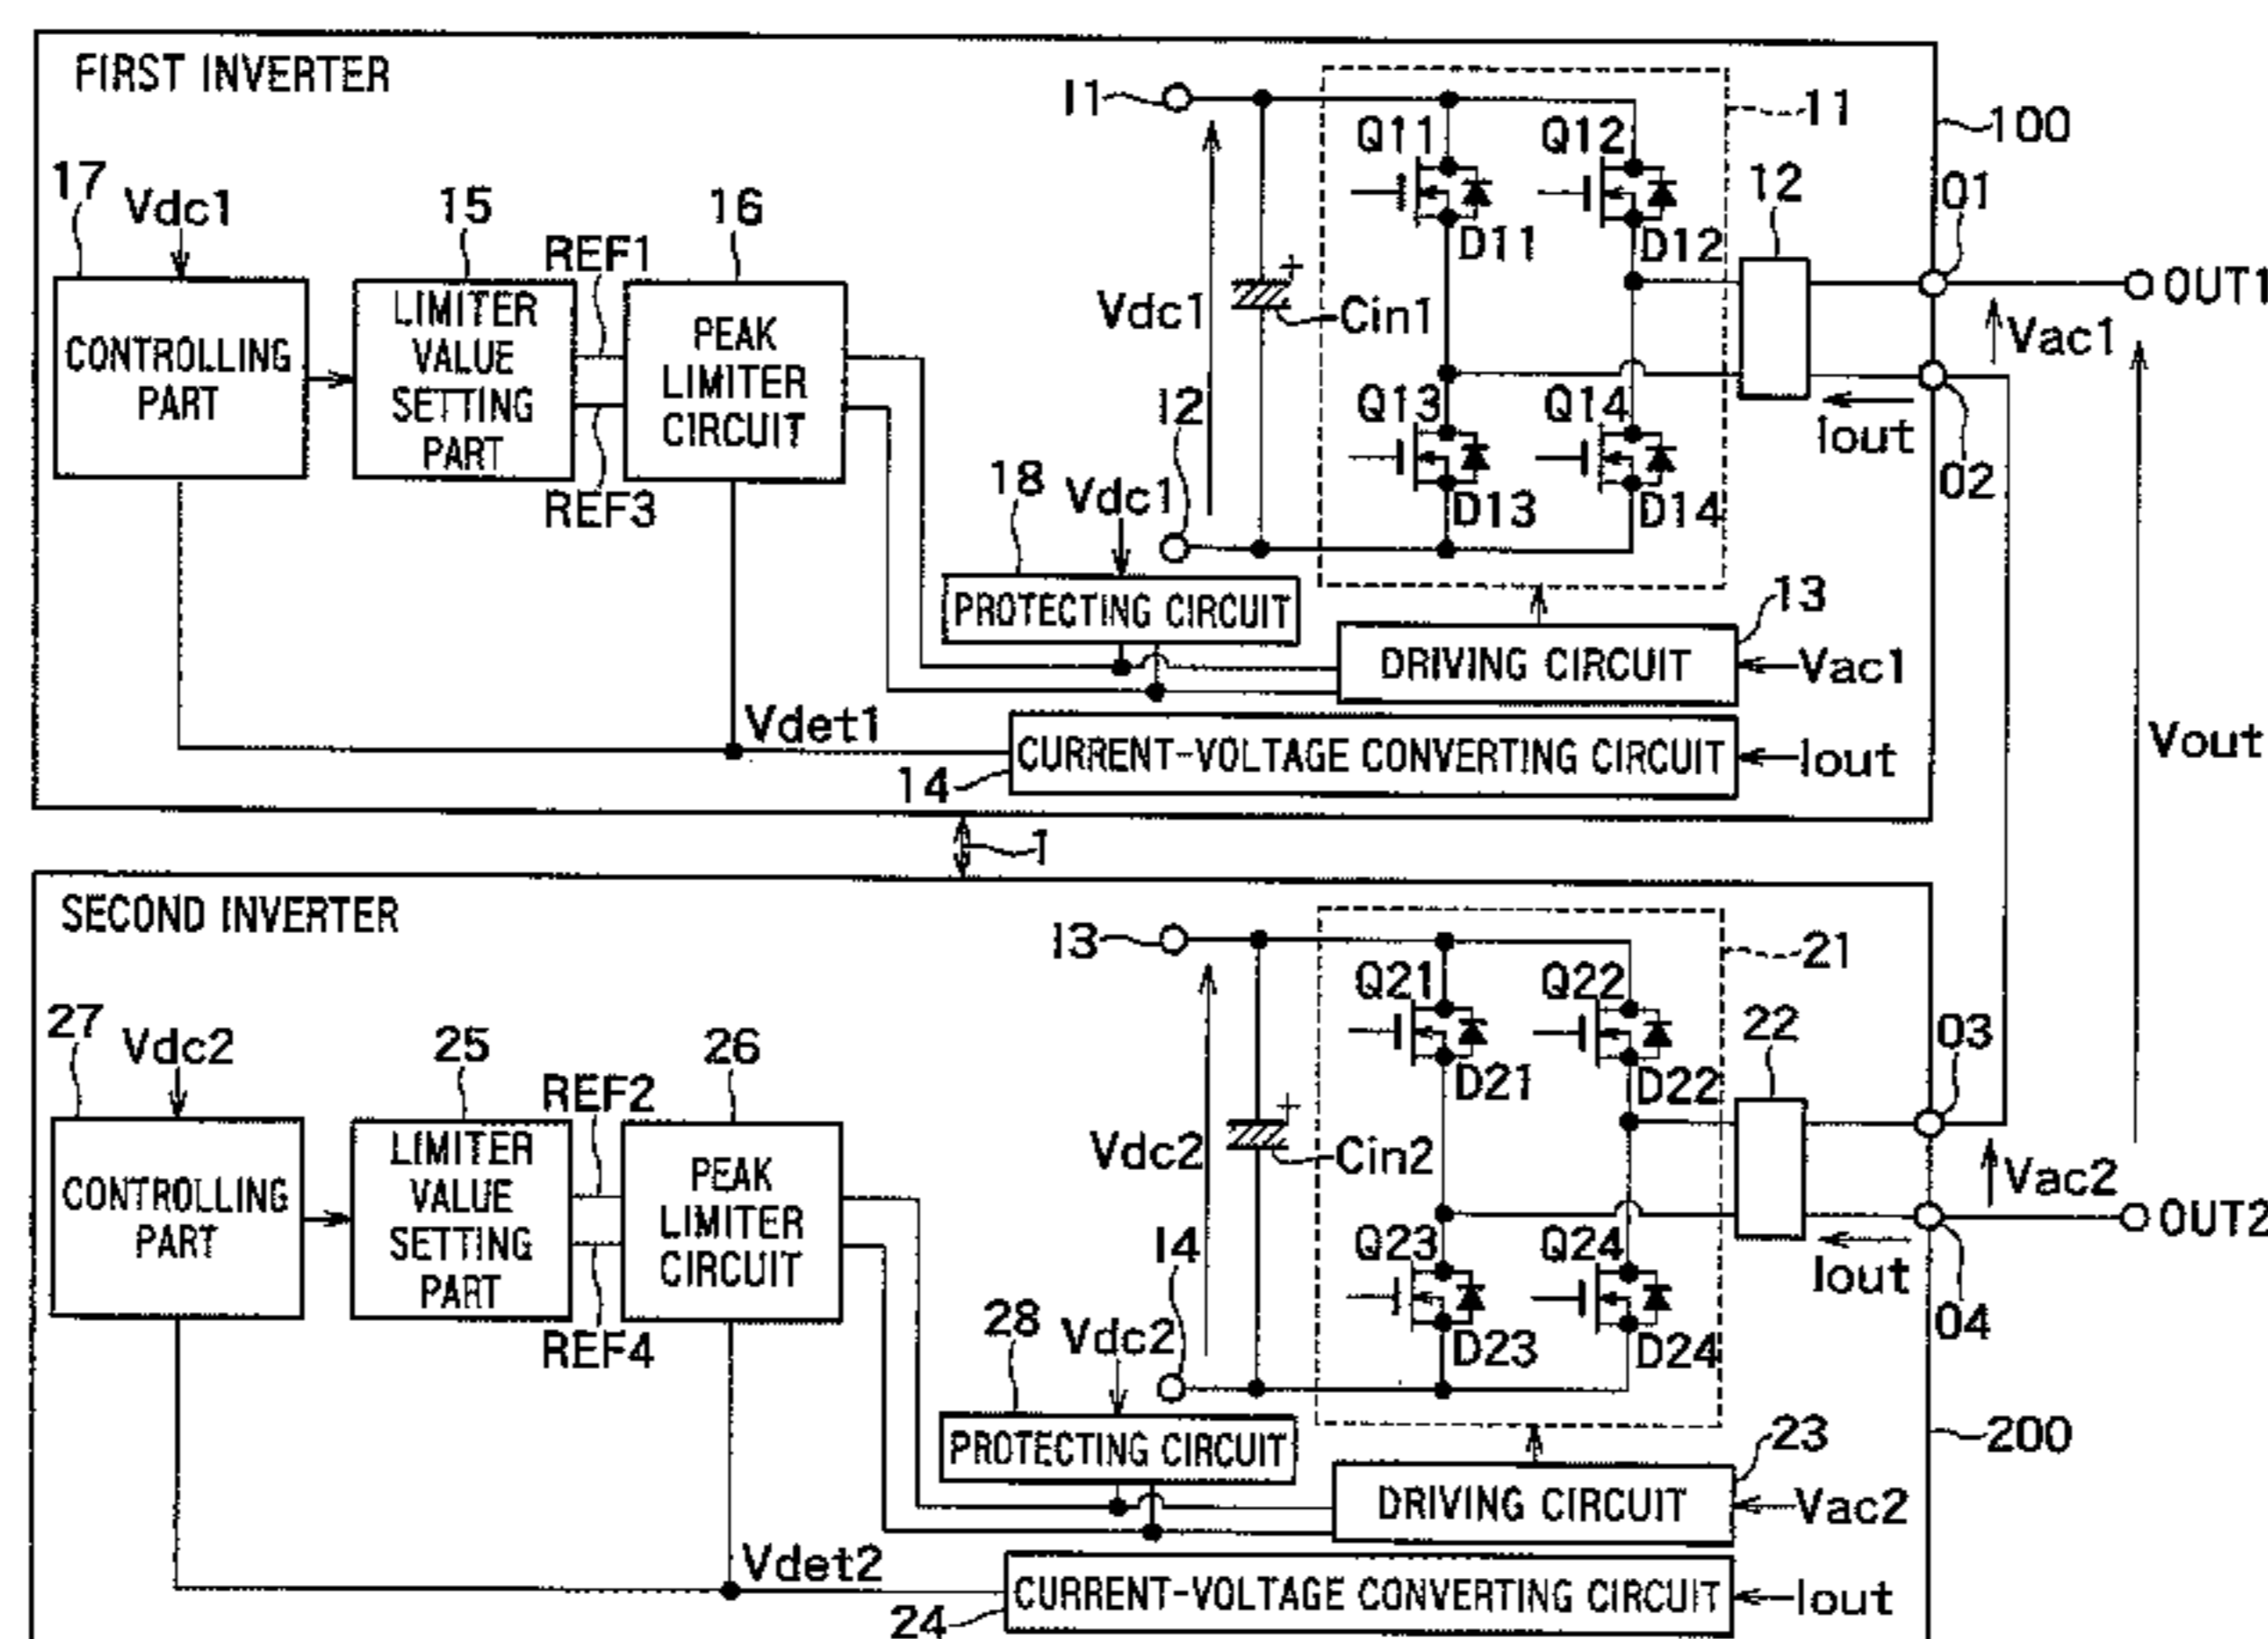 FIRST INVERTER
I1
11
100
Q11
Q12
17
Vdc1
15
16
12
01
REF1
D11
D12
CONTROLLING
PART
LIMITER
VALUE
SETTING
PART
PEAK
LIMITER
CIRCUIT
Vdc1
+
Cin1
OUT1
Vac1
I2
Q13
Q14
Iout
02
REF3
18
Vdc1
D13
D14
PROTECTING CIRCUIT
13
DRIVING CIRCUIT
Vac1
Vdet1
CURRENT-VOLTAGE CONVERTING CIRCUIT
Iout
14
Vout
1
SECOND INVERTER
I3
21
Q21
Q22
27
Vdc2
25
26
22
03
REF2
D21
D22
CONTROLLING
PART
LIMITER
VALUE
SETTING
PART
PEAK
LIMITER
CIRCUIT
Vdc2
+
Cin2
Vac2
OUT2
I4
Q23
Q24
Iout
04
REF4
28
Vdc2
D23
D24
PROTECTING CIRCUIT
23
200
DRIVING CIRCUIT
Vac2
Vdet2
CURRENT-VOLTAGE CONVERTING CIRCUIT
Iout
24